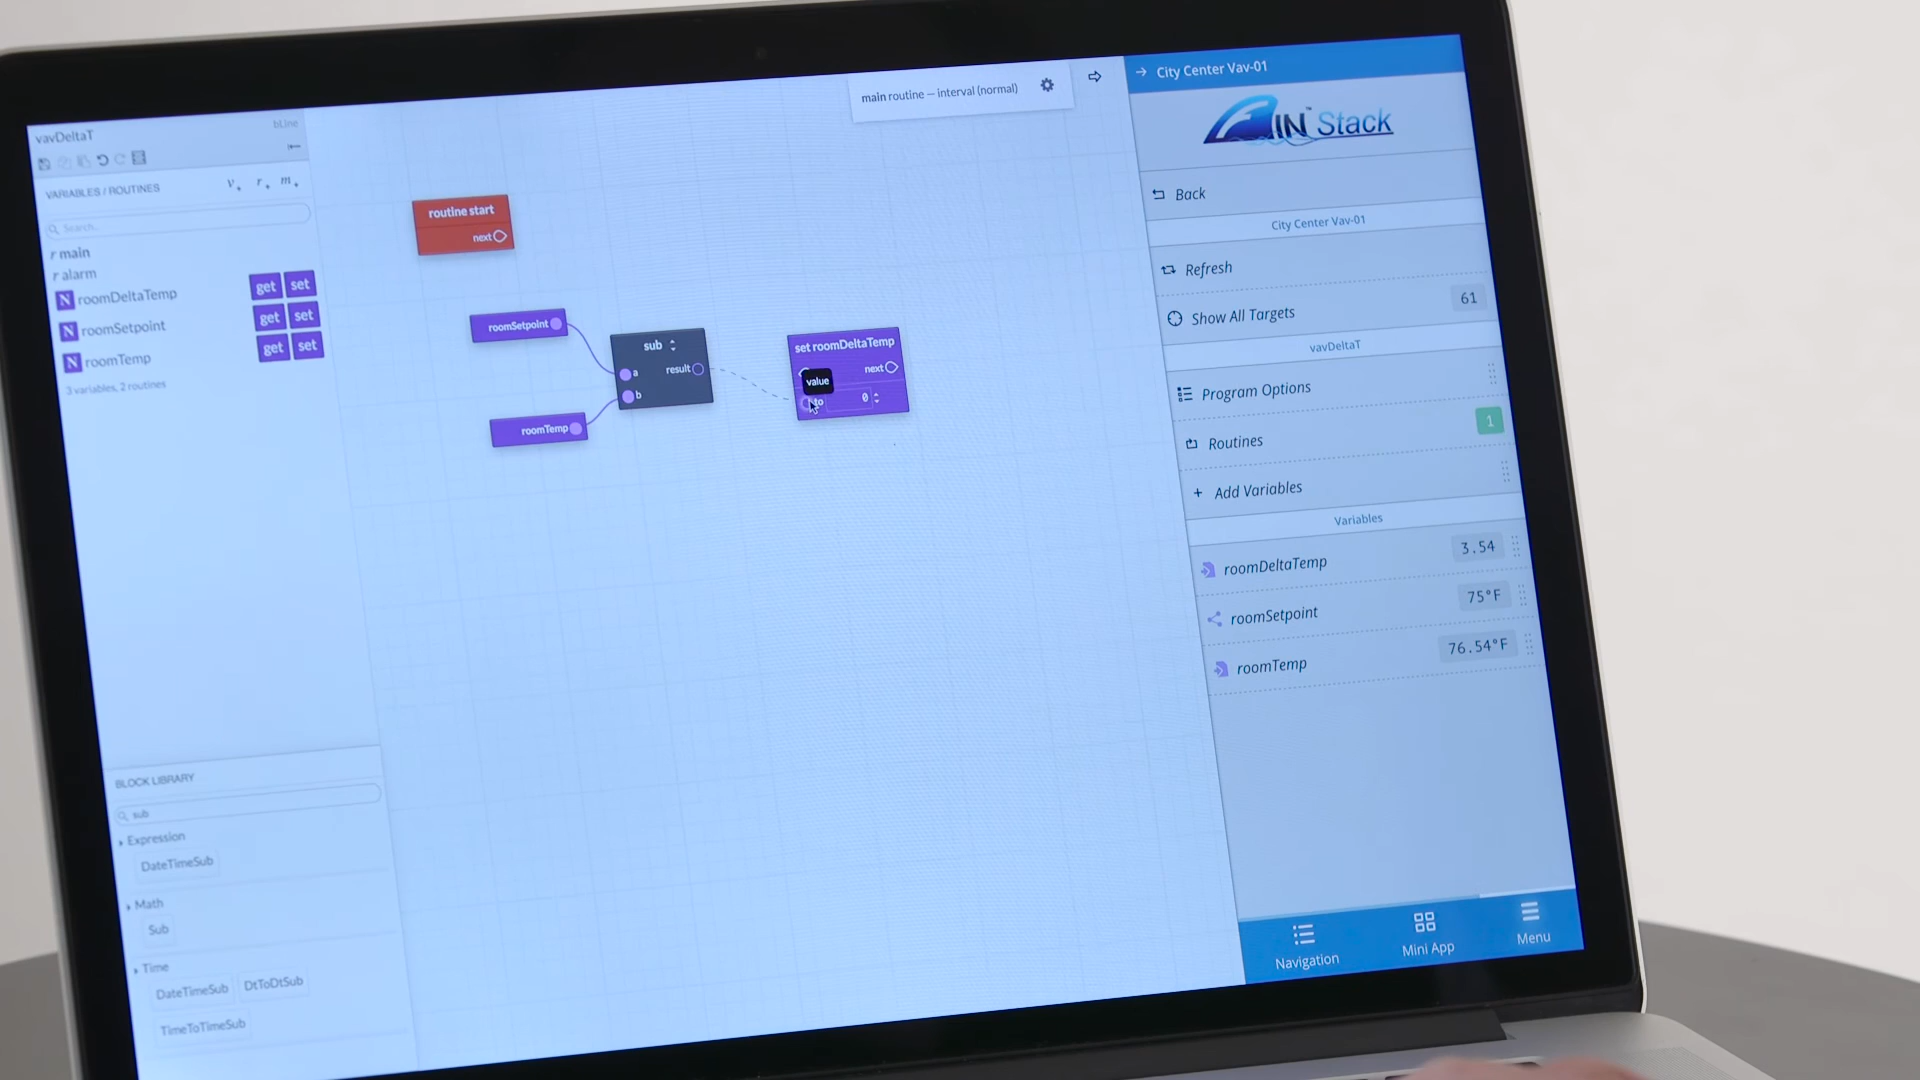 vavDeltaT
bLine
VARIABLES / ROUTINES
v+ r+ m+
Search...
r main
r alarm
N roomDeltaTemp get set
N roomSetpoint get set
N roomTemp get set
3 variables, 2 routines
BLOCK LIBRARY
sub
Expression
DateTimeSub
Math
Sub
Time
DateTimeSub DtToDtSub
TimeToTimeSub
main routine – interval (normal)
routine start
next
roomSetpoint
roomTemp
sub
a result
b
set roomDeltaTemp
next
value
to 0
City Center Vav-01
FIN™ Stack
Back
City Center Vav-01
Refresh
Show All Targets 61
vavDeltaT
Program Options
Routines 1
+ Add Variables
Variables
roomDeltaTemp 3.54
roomSetpoint 75°F
roomTemp 76.54°F
Navigation Mini App Menu